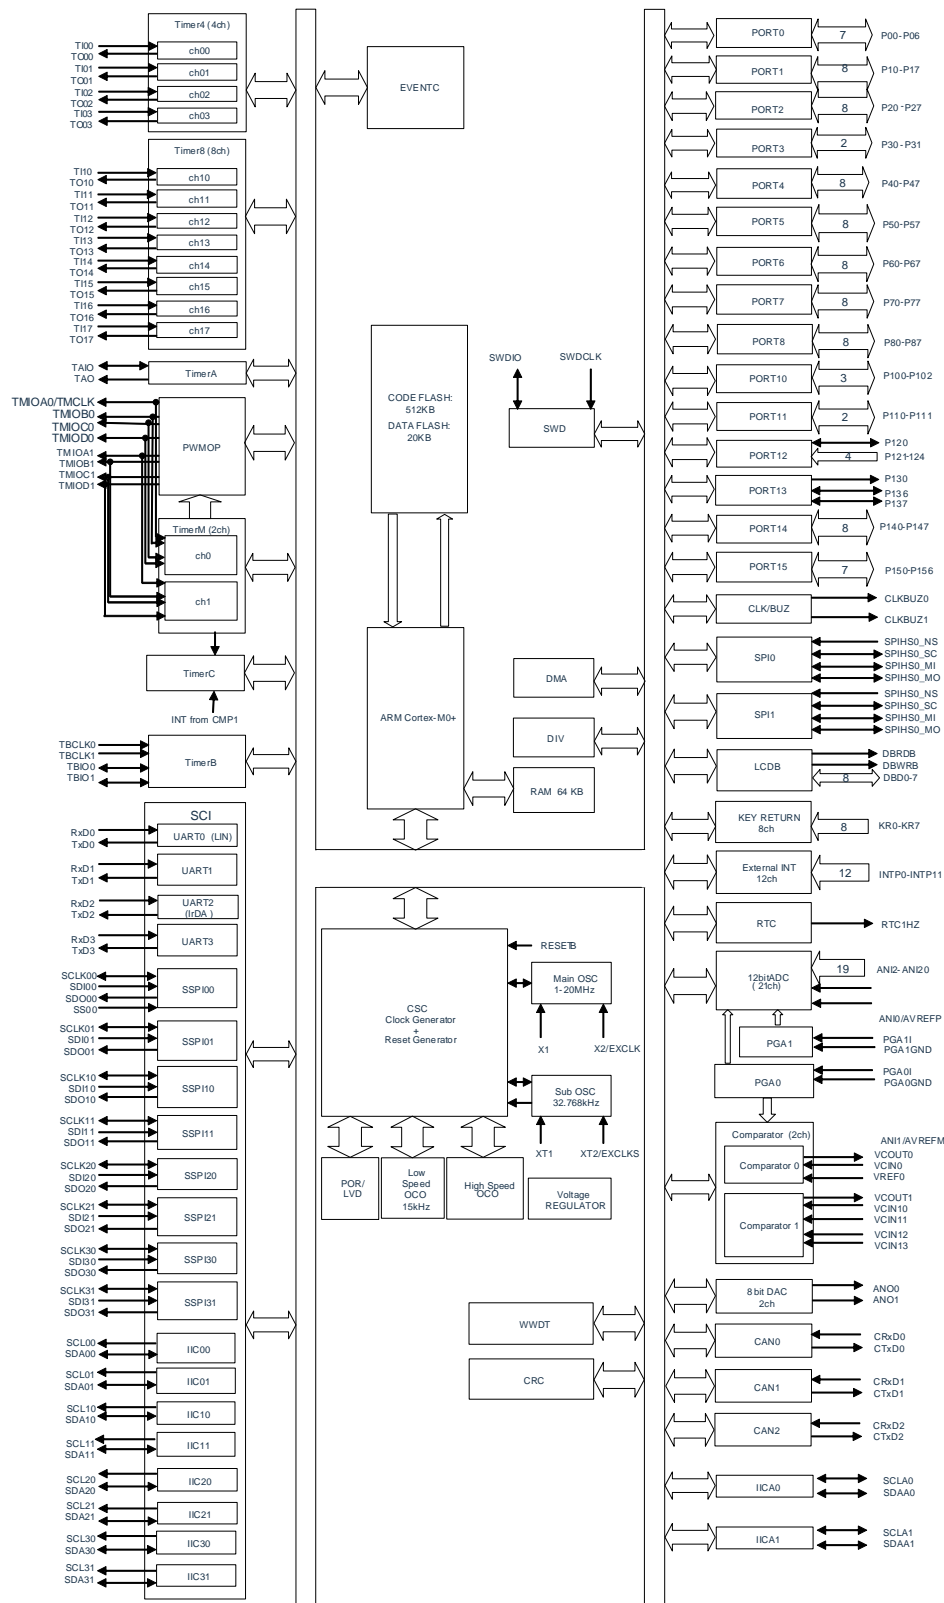 Timer4 (4ch)
TI00
TO00
ch00
TI01
TO01
ch01
TI02
TO02
ch02
TI03
TO03
ch03
Timer8 (8ch)
TI10
TO10
ch10
TI11
TO11
ch11
TI12
TO12
ch12
TI13
TO13
ch13
TI14
TO14
ch14
TI15
TO15
ch15
TI16
TO16
ch16
TI17
TO17
ch17
TAIO
TAO
TimerA
TMIOA0/TMCLK
TMIOB0
TMIOC0
TMIOD0
TMIOA1
TMIOB1
TMIOC1
TMIOD1
PWMOP
TimerM (2ch)
ch0
ch1
TimerC
INT from CMP1
TBCLK0
TBCLK1
TBIO0
TBIO1
TimerB
SCI
RxD0
TxD0
UART0 (LIN)
RxD1
TxD1
UART1
RxD2
TxD2
UART2
(IrDA)
RxD3
TxD3
UART3
SCLK00
SDI00
SDO00
SS00
SSPI00
SCLK01
SDI01
SDO01
SSPI01
SCLK10
SDI10
SDO10
SSPI10
SCLK11
SDI11
SDO11
SSPI11
SCLK20
SDI20
SDO20
SSPI20
SCLK21
SDI21
SDO21
SSPI21
SCLK30
SDI30
SDO30
SSPI30
SCLK31
SDI31
SDO31
SSPI31
SCL00
SDA00
IIC00
SCL01
SDA01
IIC01
SCL10
SDA10
IIC10
SCL11
SDA11
IIC11
SCL20
SDA20
IIC20
SCL21
SDA21
IIC21
SCL30
SDA30
IIC30
SCL31
SDA31
IIC31
EVENTC
CODE FLASH:
512KB
DATA FLASH:
20KB
SWDIO
SWDCLK
SWD
ARM Cortex-M0+
DMA
DIV
RAM 64 KB
CSC
Clock Generator
+
Reset Generator
RESETB
Main OSC
1-20MHz
X1
X2/EXCLK
Sub OSC
32.768kHz
XT1
XT2/EXCLKS
POR/
LVD
Low
Speed
OCO
15kHz
High Speed
OCO
Voltage
REGULATOR
WWDT
CRC
PORT0
7
P00-P06
PORT1
8
P10-P17
PORT2
8
P20-P27
PORT3
2
P30-P31
PORT4
8
P40-P47
PORT5
8
P50-P57
PORT6
8
P60-P67
PORT7
8
P70-P77
PORT8
8
P80-P87
PORT10
3
P100-P102
PORT11
2
P110-P111
PORT12
P120
4
P121-124
PORT13
P130
P136
P137
PORT14
8
P140-P147
PORT15
7
P150-P156
CLK/BUZ
CLKBUZ0
CLKBUZ1
SPI0
SPIHS0_NS
SPIHS0_SC
SPIHS0_MI
SPIHS0_MO
SPI1
SPIHS0_NS
SPIHS0_SC
SPIHS0_MI
SPIHS0_MO
LCDB
DBRDB
DBWRB
8
DBD0-7
KEY RETURN
8ch
8
KR0-KR7
External INT
12ch
12
INTP0-INTP11
RTC
RTC1HZ
12bitADC
(21ch)
19
ANI2-ANI20
ANI0/AVREFP
PGA1
PGA1I
PGA1GND
PGA0
PGA0I
PGA0GND
Comparator (2ch)
ANI1/AVREFM
Comparator 0
VCOUT0
VCIN0
VREF0
Comparator 1
VCOUT1
VCIN10
VCIN11
VCIN12
VCIN13
8bit DAC
2ch
ANO0
ANO1
CAN0
CRxD0
CTxD0
CAN1
CRxD1
CTxD1
CAN2
CRxD2
CTxD2
IICA0
SCLA0
SDAA0
IICA1
SCLA1
SDAA1